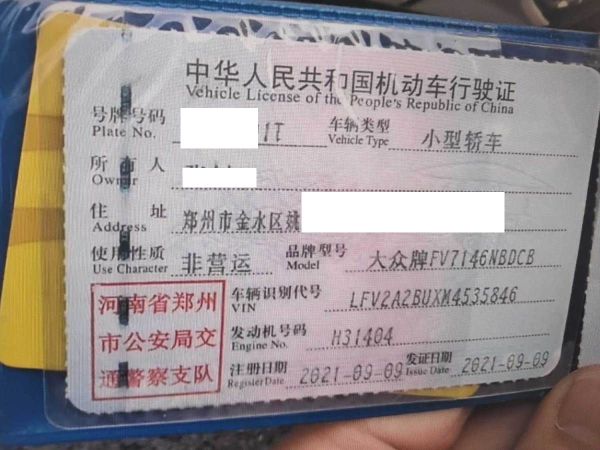 中华人民共和国机动车行驶证
Vehicle License of the People's Republic of China
号牌号码 1T 车辆类型 小型轿车
Plate No. Vehicle Type
所有人
Owner
住址 郑州市金水区姚
Address
使用性质 非营运 品牌型号 大众牌FV7146NBDCB
Use Character Model
河南省郑州 车辆识别代号 LFV2A2BUXM4535846
VIN
市公安局交 发动机号码 H31404
Engine No.
通警察支队 注册日期 2021-09-09 发证日期 2021-09-09
Register Date Issue Date